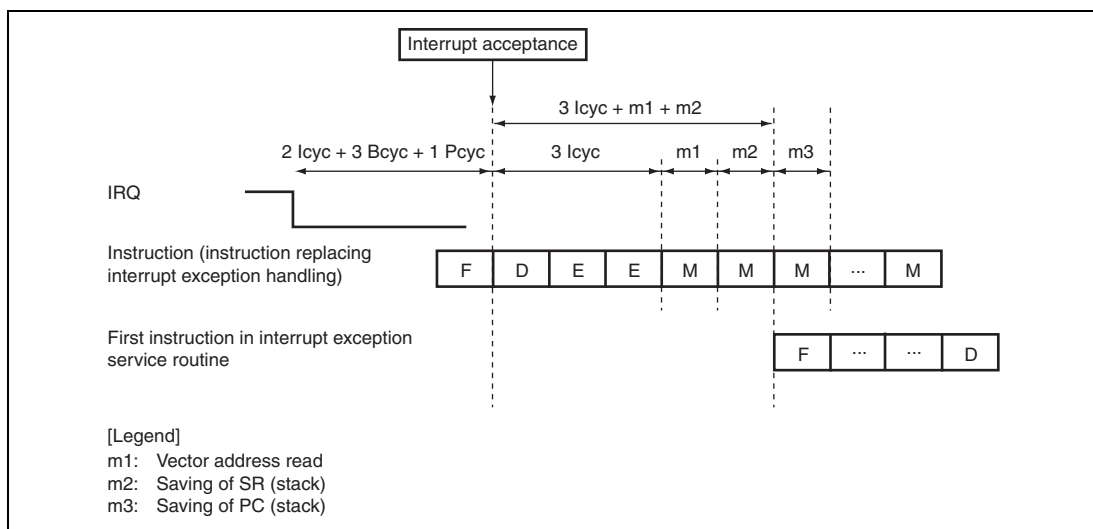 Interrupt acceptance
3 Icyc + m1 + m2
2 Icyc + 3 Bcyc + 1 Pcyc
3 Icyc
m1
m2
m3
IRQ
Instruction (instruction replacing
interrupt exception handling)
F D E E M M M ... M
First instruction in interrupt exception
service routine
F ... ... D
[Legend]
m1: Vector address read
m2: Saving of SR (stack)
m3: Saving of PC (stack)